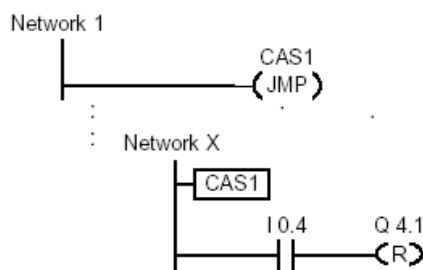 Network 1
CAS1
JMP
Network X
CAS1
I 0.4 Q 4.1
R